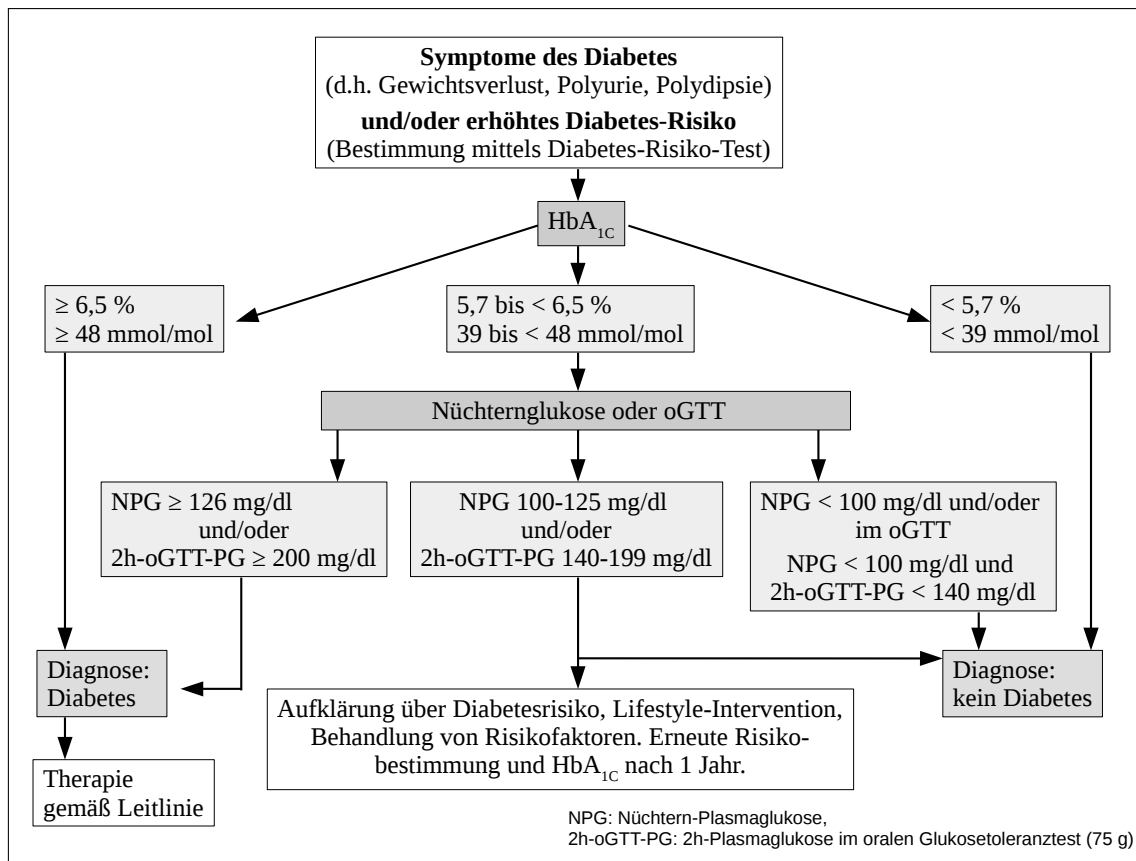 Symptome des Diabetes
(d.h. Gewichtsverlust, Polyurie, Polydipsie)
und/oder erhöhtes Diabetes-Risiko
(Bestimmung mittels Diabetes-Risiko-Test)
HbA1C
≥ 6,5 %
≥ 48 mmol/mol
5,7 bis < 6,5 %
39 bis < 48 mmol/mol
< 5,7 %
< 39 mmol/mol
Nüchternglukose oder oGTT
NPG ≥ 126 mg/dl
und/oder
2h-oGTT-PG ≥ 200 mg/dl
NPG 100-125 mg/dl
und/oder
2h-oGTT-PG 140-199 mg/dl
NPG < 100 mg/dl und/oder
im oGTT
NPG < 100 mg/dl und
2h-oGTT-PG < 140 mg/dl
Diagnose:
Diabetes
Aufklärung über Diabetesrisiko, Lifestyle-Intervention,
Behandlung von Risikofaktoren. Erneute Risiko-
bestimmung und HbA1C nach 1 Jahr.
Diagnose:
kein Diabetes
Therapie
gemäß Leitlinie
NPG: Nüchtern-Plasmaglukose,
2h-oGTT-PG: 2h-Plasmaglukose im oralen Glukosetoleranztest (75 g)